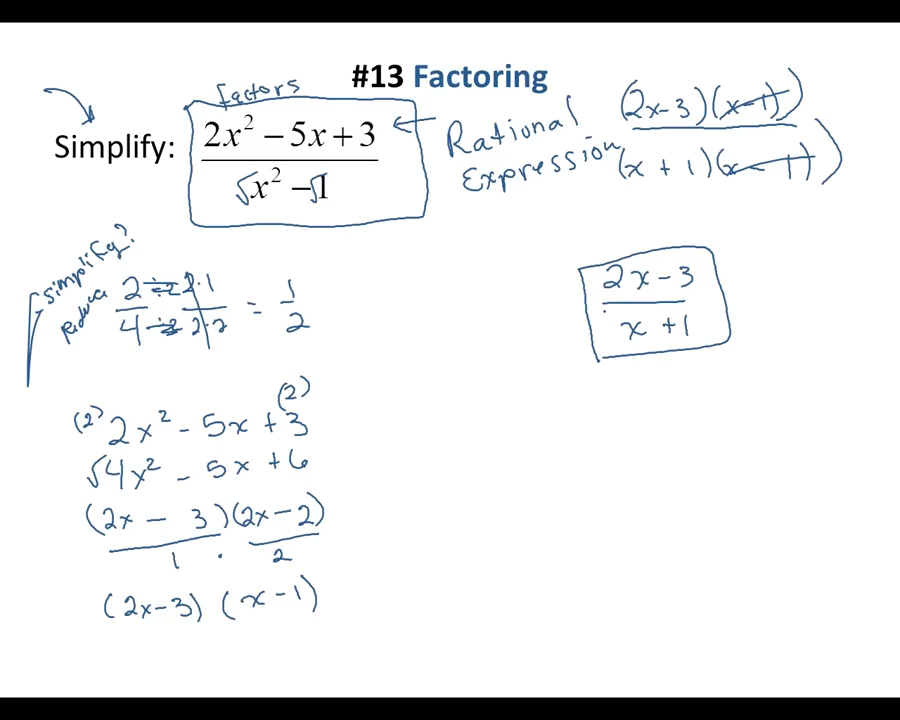 #13 Factoring
factors
Simplify:
2x² − 5x + 3
√x² − √1
Rational
Expression
(2x-3)(x-1)
(x + 1)(x - 1)
simplify?
Reduce
2 ÷ 2 2·1
4 ÷ 2 2·2
= 1/2
2x - 3
x + 1
(2)
(2) 2x² - 5x + 3
√4x² - 5x + 6
(2x - 3)(2x - 2)
1 · 2
(2x-3) (x - 1)